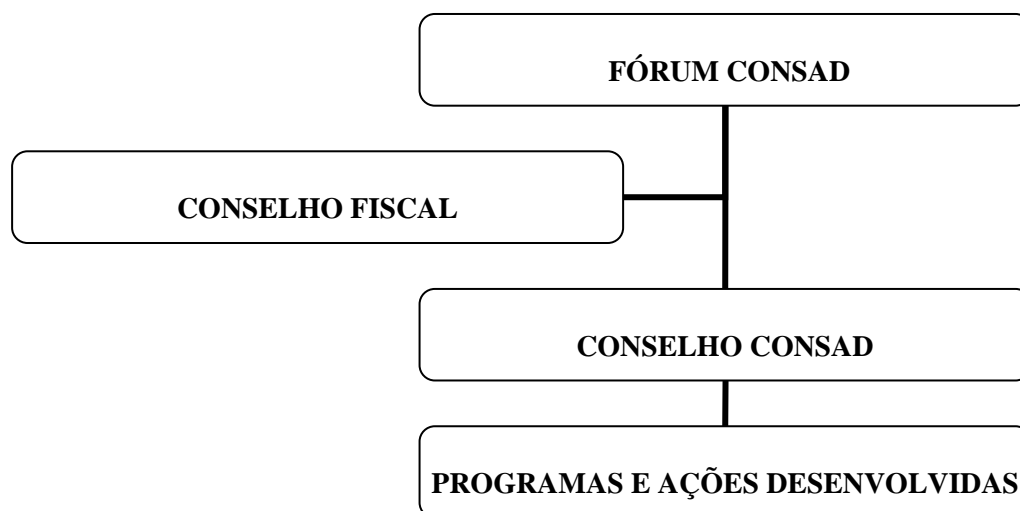 FÓRUM CONSAD
CONSELHO FISCAL
CONSELHO CONSAD
PROGRAMAS E AÇÕES DESENVOLVIDAS